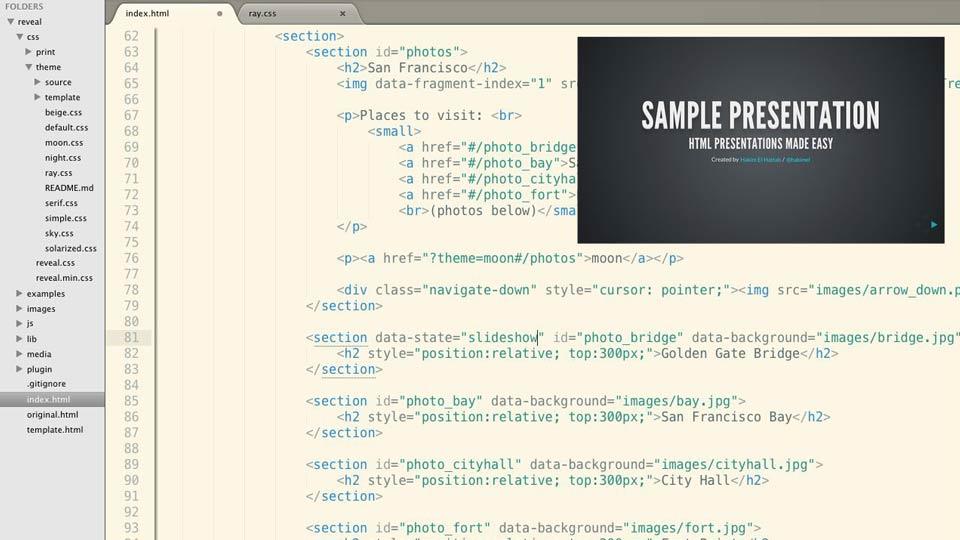 FOLDERS
reveal
css
print
theme
source
template
beige.css
default.css
moon.css
night.css
ray.css
README.md
serif.css
simple.css
sky.css
solarized.css
reveal.css
reveal.min.css
examples
images
js
lib
media
plugin
.gitignore
index.html
original.html
template.html
index.html
ray.css
62 <section>
63 <section id="photos">
64 <h2>San Francisco</h2>
65 <img data-fragment-index="1" sr
66
67 <p>Places to visit: <br>
68 <small>
69 <a href="#/photo_bridge
70 <a href="#/photo_bay">S
71 <a href="#/photo_cityha
72 <a href="#/photo_fort">
73 <br>(photos below)</sma
74 </p>
75
76 <p><a href="?theme=moon#/photos">moon</a></p>
77
78 <div class="navigate-down" style="cursor: pointer;"><img src="images/arrow_down.p
79 </section>
80
81 <section data-state="slideshow" id="photo_bridge" data-background="images/bridge.jpg"
82 <h2 style="position:relative; top:300px;">Golden Gate Bridge</h2>
83 </section>
84
85 <section id="photo_bay" data-background="images/bay.jpg">
86 <h2 style="position:relative; top:300px;">San Francisco Bay</h2>
87 </section>
88
89 <section id="photo_cityhall" data-background="images/cityhall.jpg">
90 <h2 style="position:relative; top:300px;">City Hall</h2>
91 </section>
92
93 <section id="photo_fort" data-background="images/fort.jpg">
SAMPLE PRESENTATION
HTML PRESENTATIONS MADE EASY
Created by Hakim El Hattab / @hakimel